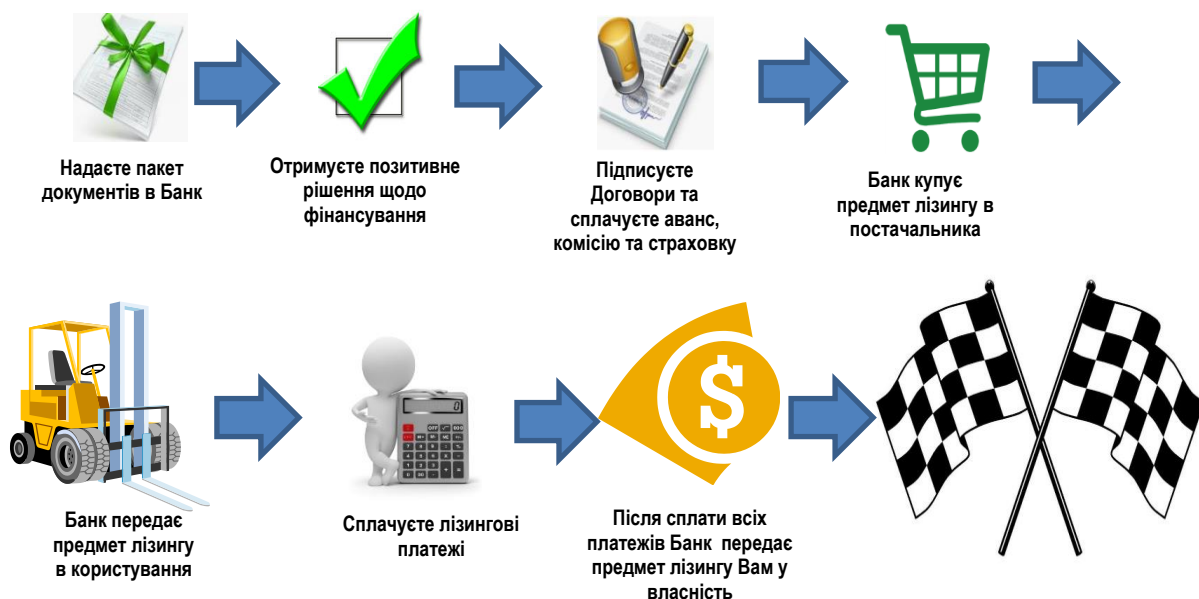 Надаєте пакет
документів в Банк
Отримуєте позитивне
рішення щодо
фінансування
Підписуєте
Договори та
сплачуєте аванс,
комісію та страховку
Банк купує
предмет лізингу в
постачальника
Банк передає
предмет лізингу
в користування
Сплачуєте лізингові
платежі
Після сплати всіх
платежів Банк передає
предмет лізингу Вам у
власність